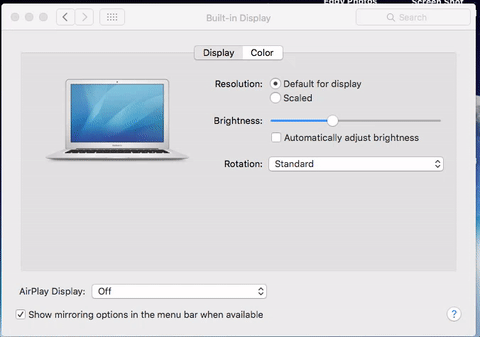 Eddy Photos
Screen Shot
Built-in Display
Search
Display
Color
Resolution:
Default for display
Scaled
Brightness:
Automatically adjust brightness
Rotation:
Standard
AirPlay Display:
Off
Show mirroring options in the menu bar when available
?